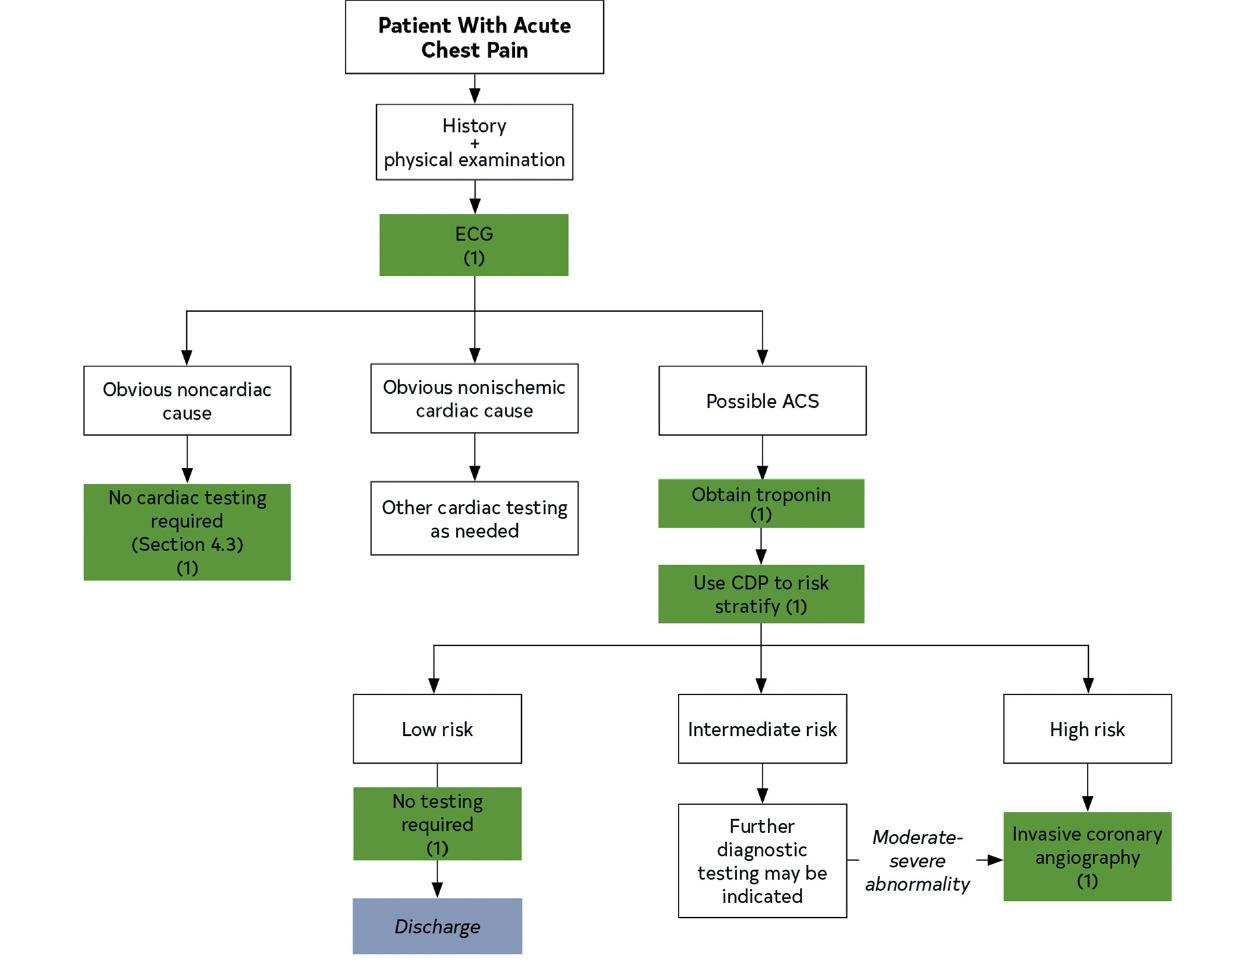 Patient With Acute
Chest Pain
History
+
physical examination
ECG
(1)
Obvious noncardiac
cause
Obvious nonischemic
cardiac cause
Possible ACS
No cardiac testing
required
(Section 4.3)
(1)
Other cardiac testing
as needed
Obtain troponin
(1)
Use CDP to risk
stratify (1)
Low risk
Intermediate risk
High risk
No testing
required
(1)
Further
diagnostic
testing may be
indicated
Moderate-
severe
abnormality
Invasive coronary
angiography
(1)
Discharge